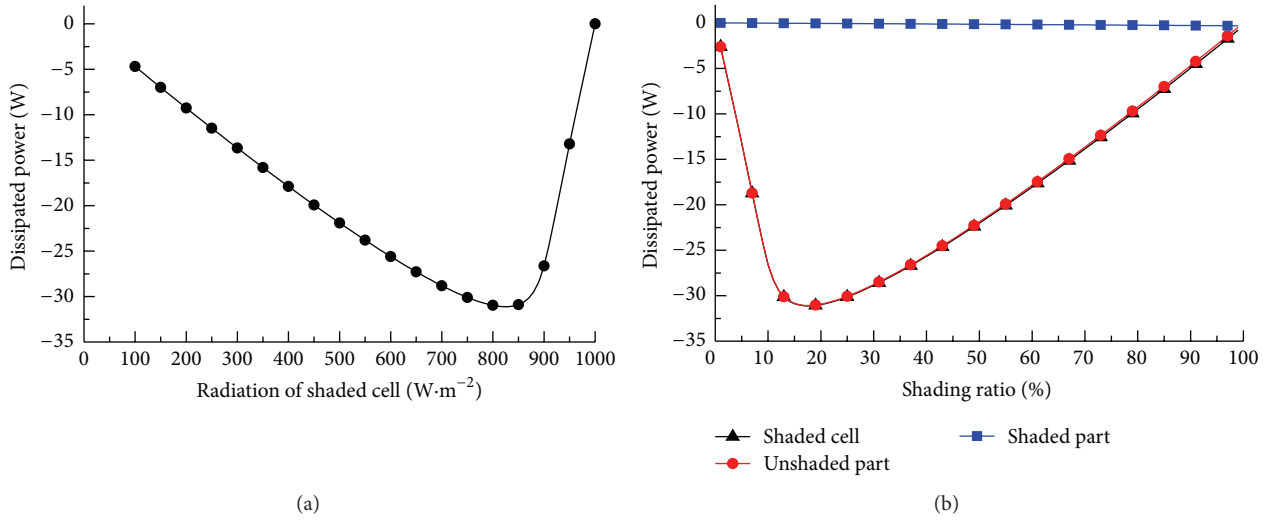 0
−5
−10
−15
−20
−25
−30
−35
Dissipated power (W)
0 100 200 300 400 500 600 700 800 900 1000
Radiation of shaded cell (W·m−2)
(a)
0
−5
−10
−15
−20
−25
−30
−35
Dissipated power (W)
0 10 20 30 40 50 60 70 80 90 100
Shading ratio (%)
Shaded cell
Unshaded part
Shaded part
(b)